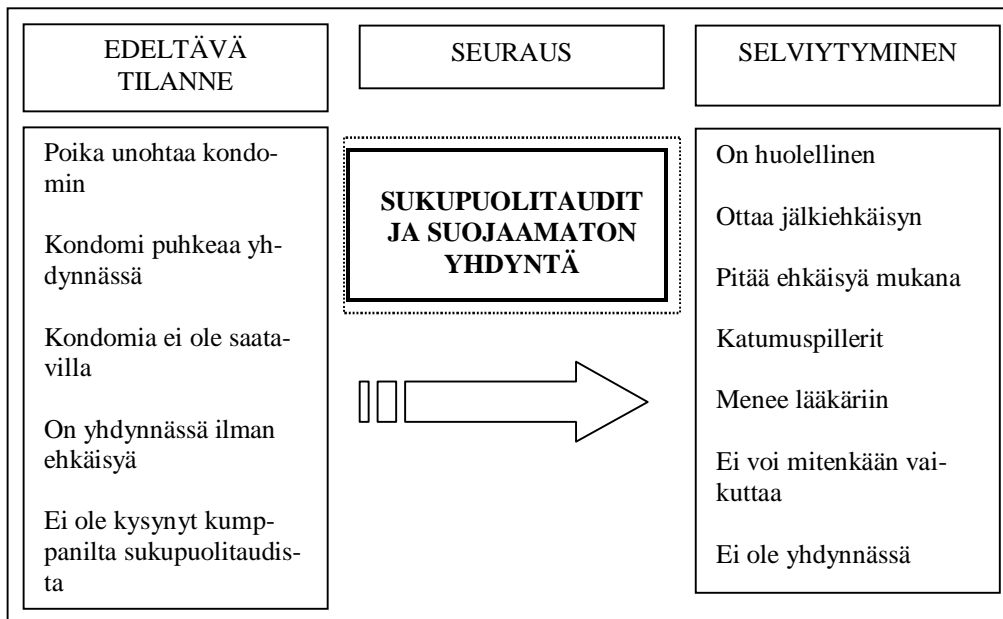 EDELTÄVÄ
TILANNE
Poika unohtaa kondo-
min
Kondomi puhkeaa yh-
dynnässä
Kondomia ei ole saata-
villa
On yhdynnässä ilman
ehkäisyä
Ei ole kysynyt kump-
panilta sukupuolitaudis-
ta
SEURAUS
SUKUPUOLITAUDIT
JA SUOJAAMATON
YHDYNTÄ
SELVIYTYMINEN
On huolellinen
Ottaa jälkiehkäisyn
Pitää ehkäisyä mukana
Katumuspillerit
Menee lääkäriin
Ei voi mitenkään vai-
kuttaa
Ei ole yhdynnässä